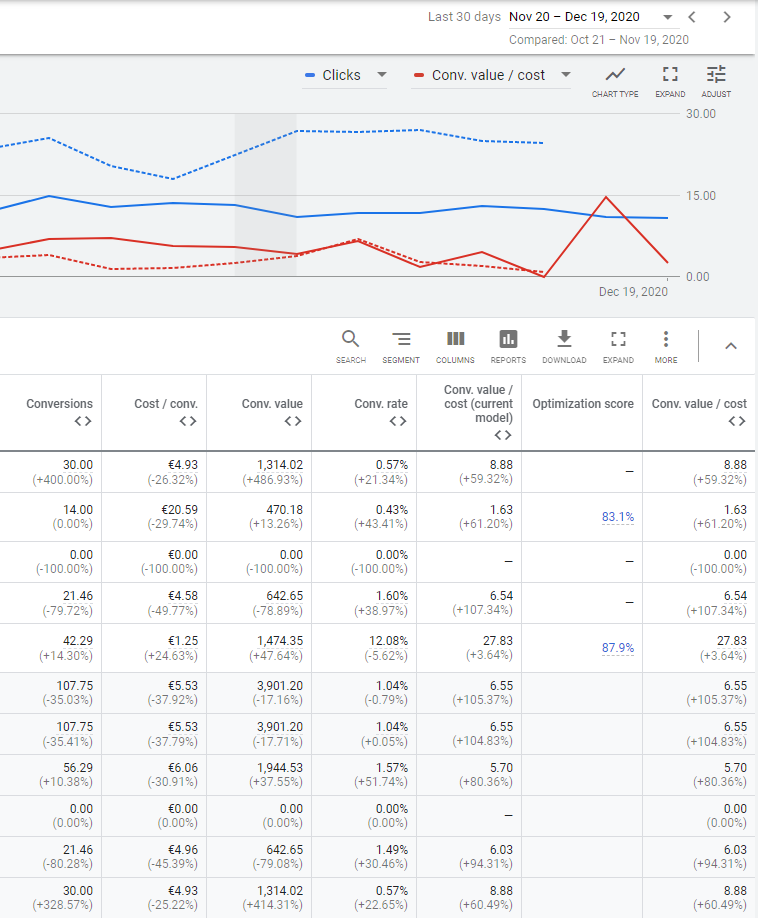 Last 30 days Nov 20 – Dec 19, 2020
Compared: Oct 21 – Nov 19, 2020
Clicks Conv. value / cost
CHART TYPE EXPAND ADJUST
30.00
15.00
0.00
Dec 19, 2020
SEARCH SEGMENT COLUMNS REPORTS DOWNLOAD EXPAND MORE
Conversions Cost / conv. Conv. value Conv. rate Conv. value / cost (current model) Optimization score Conv. value / cost
30.00 €4.93 1,314.02 0.57% 8.88 — 8.88
(+400.00%) (-26.32%) (+486.93%) (+21.34%) (+59.32%) (+59.32%)
14.00 €20.59 470.18 0.43% 1.63 83.1% 1.63
(0.00%) (-29.74%) (+13.26%) (+43.41%) (+61.20%) (+61.20%)
0.00 €0.00 0.00 0.00% — — 0.00
(-100.00%) (-100.00%) (-100.00%) (-100.00%) (-100.00%)
21.46 €4.58 642.65 1.60% 6.54 — 6.54
(-79.72%) (-49.77%) (-78.89%) (+38.97%) (+107.34%) (+107.34%)
42.29 €1.25 1,474.35 12.08% 27.83 87.9% 27.83
(+14.30%) (+24.63%) (+47.64%) (-5.62%) (+3.64%) (+3.64%)
107.75 €5.53 3,901.20 1.04% 6.55 6.55
(-35.03%) (-37.92%) (-17.16%) (-0.79%) (+105.37%) (+105.37%)
107.75 €5.53 3,901.20 1.04% 6.55 6.55
(-35.41%) (-37.79%) (-17.71%) (+0.05%) (+104.83%) (+104.83%)
56.29 €6.06 1,944.53 1.57% 5.70 5.70
(+10.38%) (-30.91%) (+37.55%) (+51.74%) (+80.36%) (+80.36%)
0.00 €0.00 0.00 0.00% — 0.00
(0.00%) (0.00%) (0.00%) (0.00%) (0.00%)
21.46 €4.96 642.65 1.49% 6.03 6.03
(-80.28%) (-45.39%) (-79.08%) (+30.46%) (+94.31%) (+94.31%)
30.00 €4.93 1,314.02 0.57% 8.88 8.88
(+328.57%) (-25.22%) (+414.31%) (+22.65%) (+60.49%) (+60.49%)